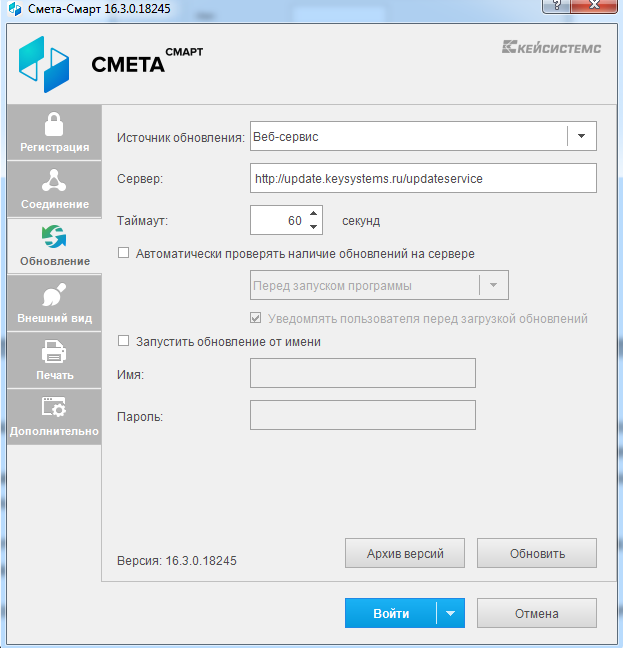 Смета-Смарт 16.3.0.18245
?
СМЕТА СМАРТ
КЕЙСИСТЕМС
Регистрация
Соединение
Обновление
Внешний вид
Печать
Дополнительно
Источник обновления: Веб-сервис
Сервер: http://update.keysystems.ru/updateservice
Таймаут: 60 секунд
Автоматически проверять наличие обновлений на сервере
Перед запуском программы
Уведомлять пользователя перед загрузкой обновлений
Запустить обновление от имени
Имя:
Пароль:
Версия: 16.3.0.18245
Архив версий
Обновить
Войти
Отмена